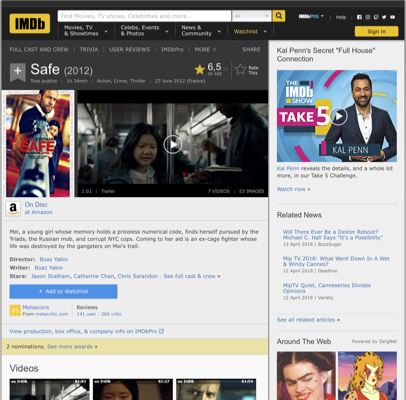 IMDb
Find Movies, TV shows, Celebrities and more...
All
IMDbPro
Help
Movies, TV
& Showtimes
Celebs, Events
& Photos
News &
Community
Watchlist
Sign in
FULL CAST AND CREW | TRIVIA | USER REVIEWS | IMDbPro | MORE
SHARE
Safe (2012)
Tous publics | 1h 34min | Action, Crime, Thriller | 27 June 2012 (France)
6,5
Rate
This
SAFE
1:01 | Trailer
7 VIDEOS | 53 IMAGES
On Disc
at Amazon
Mei, a young girl whose memory holds a priceless numerical code, finds herself pursued by the
Triads, the Russian mob, and corrupt NYC cops. Coming to her aid is an ex-cage fighter whose
life was destroyed by the gangsters on Mei's trail.
Director: Boaz Yakin
Writer: Boaz Yakin
Stars: Jason Statham, Catherine Chan, Chris Sarandon | See full cast & crew »
+ Add to Watchlist
Metascore
From metacritic.com
Reviews
141 user | 260 critic
View production, box office, & company info on IMDbPro
2 nominations. See more awards »
Videos
Kal Penn's Secret "Full House"
Connection
THE
IMDb
SHOW
TAKE 5
KAL PENN
Kal Penn reveals the details, and a whole lot
more, in our Take 5 Challenge.
Watch now »
Related News
Will There Ever Be a Dexter Reboot?
Michael C. Hall Says "It's a Possibility"
13 April 2018 | BuzzSugar
Mip TV 2018: What Went Down In A Wet
& Windy Cannes?
13 April 2018 | Deadline
MipTV Quiet, Canneseries Divides
Opinions
12 April 2018 | Variety
See all related articles »
Around The Web
Powered by ZergNet